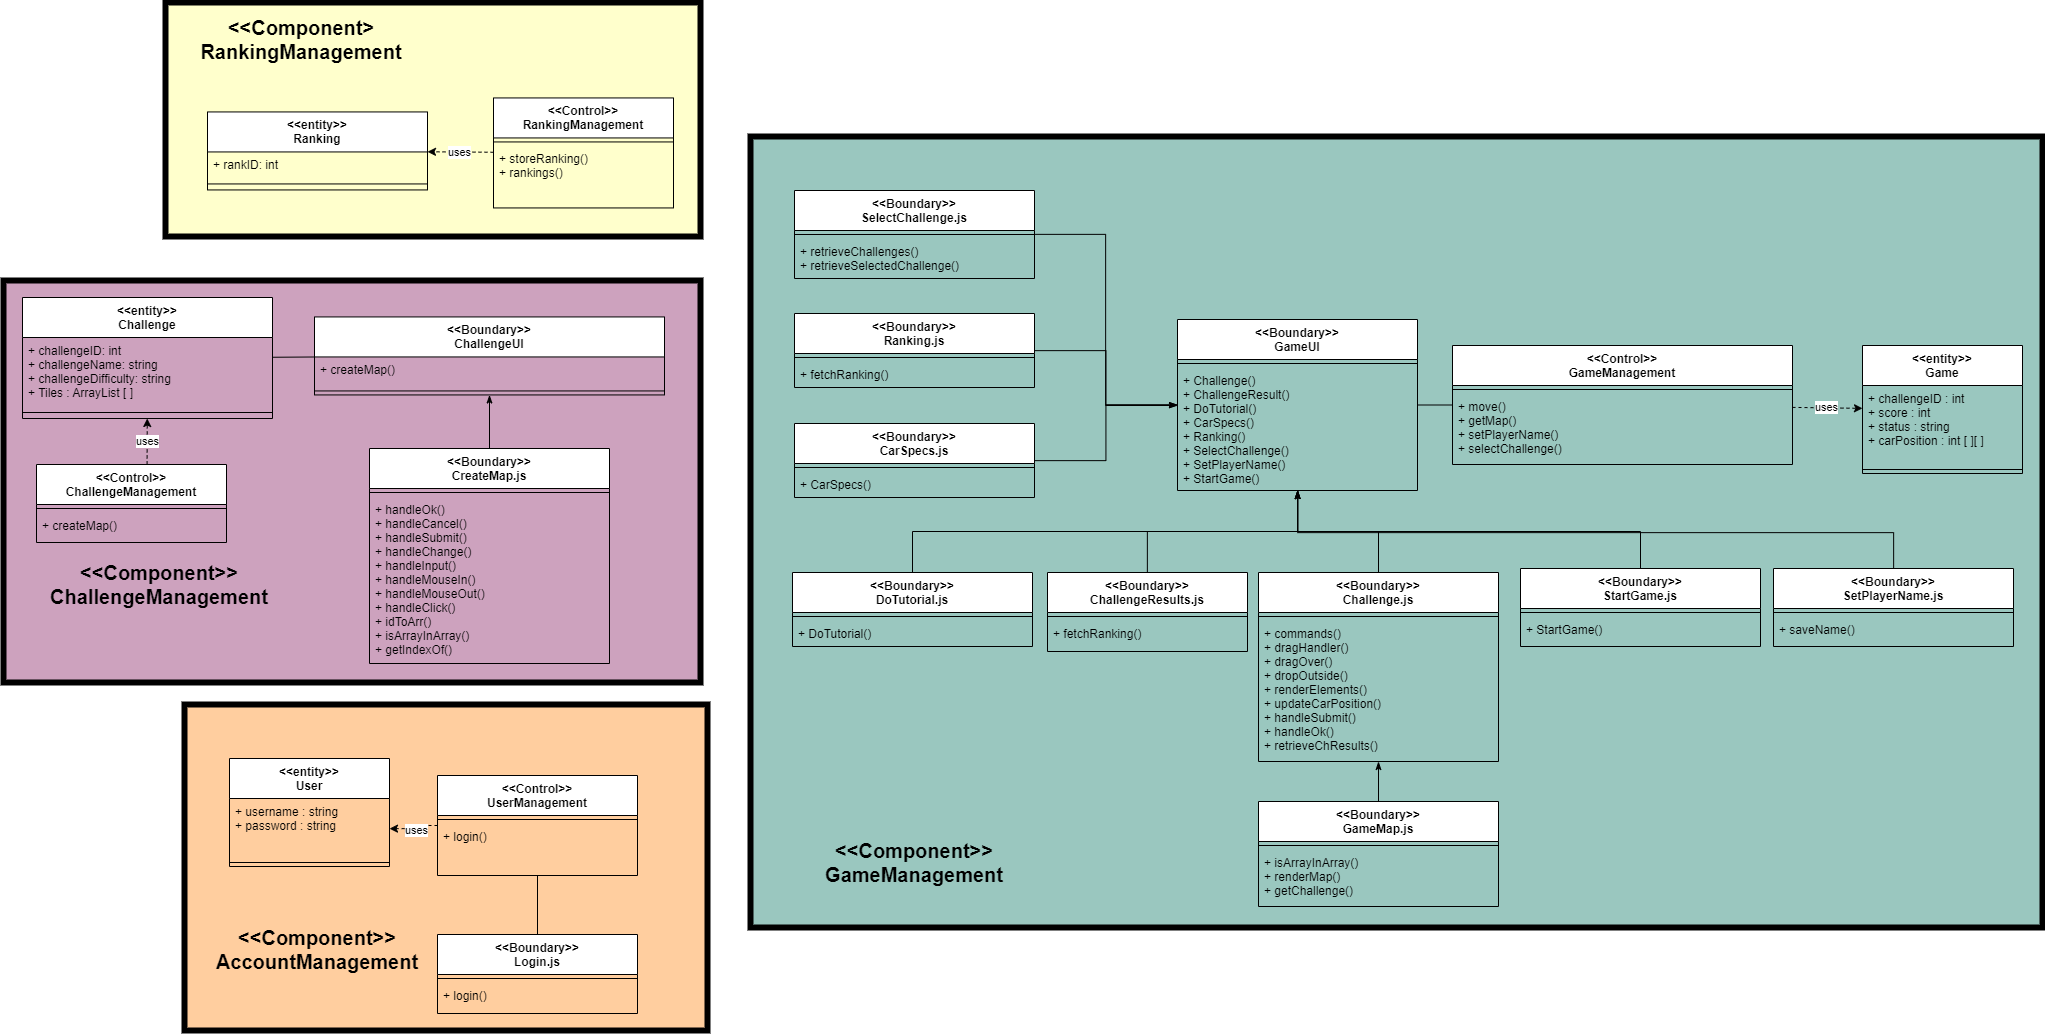 <<Component>
RankingManagement
<<entity>>
Ranking
+ rankID: int
uses
<<Control>>
RankingManagement
+ storeRanking()
+ rankings()
<<entity>>
Challenge
+ challengeID: int
+ challengeName: string
+ challengeDifficulty: string
+ Tiles : ArrayList [ ]
uses
<<Control>>
ChallengeManagement
+ createMap()
<<Component>>
ChallengeManagement
<<Boundary>>
ChallengeUI
+ createMap()
<<Boundary>>
CreateMap.js
+ handleOk()
+ handleCancel()
+ handleSubmit()
+ handleChange()
+ handleInput()
+ handleMouseIn()
+ handleMouseOut()
+ handleClick()
+ idToArr()
+ isArrayInArray()
+ getIndexOf()
<<entity>>
User
+ username : string
+ password : string
uses
<<Control>>
UserManagement
+ login()
<<Component>>
AccountManagement
<<Boundary>>
Login.js
+ login()
<<Boundary>>
SelectChallenge.js
+ retrieveChallenges()
+ retrieveSelectedChallenge()
<<Boundary>>
Ranking.js
+ fetchRanking()
<<Boundary>>
CarSpecs.js
+ CarSpecs()
<<Boundary>>
GameUI
+ Challenge()
+ ChallengeResult()
+ DoTutorial()
+ CarSpecs()
+ Ranking()
+ SelectChallenge()
+ SetPlayerName()
+ StartGame()
<<Control>>
GameManagement
+ move()
+ getMap()
+ setPlayerName()
+ selectChallenge()
uses
<<entity>>
Game
+ challengeID : int
+ score : int
+ status : string
+ carPosition : int [ ][ ]
<<Boundary>>
DoTutorial.js
+ DoTutorial()
<<Boundary>>
ChallengeResults.js
+ fetchRanking()
<<Boundary>>
Challenge.js
+ commands()
+ dragHandler()
+ dragOver()
+ dropOutside()
+ renderElements()
+ updateCarPosition()
+ handleSubmit()
+ handleOk()
+ retrieveChResults()
<<Boundary>>
StartGame.js
+ StartGame()
<<Boundary>>
SetPlayerName.js
+ saveName()
<<Boundary>>
GameMap.js
+ isArrayInArray()
+ renderMap()
+ getChallenge()
<<Component>>
GameManagement